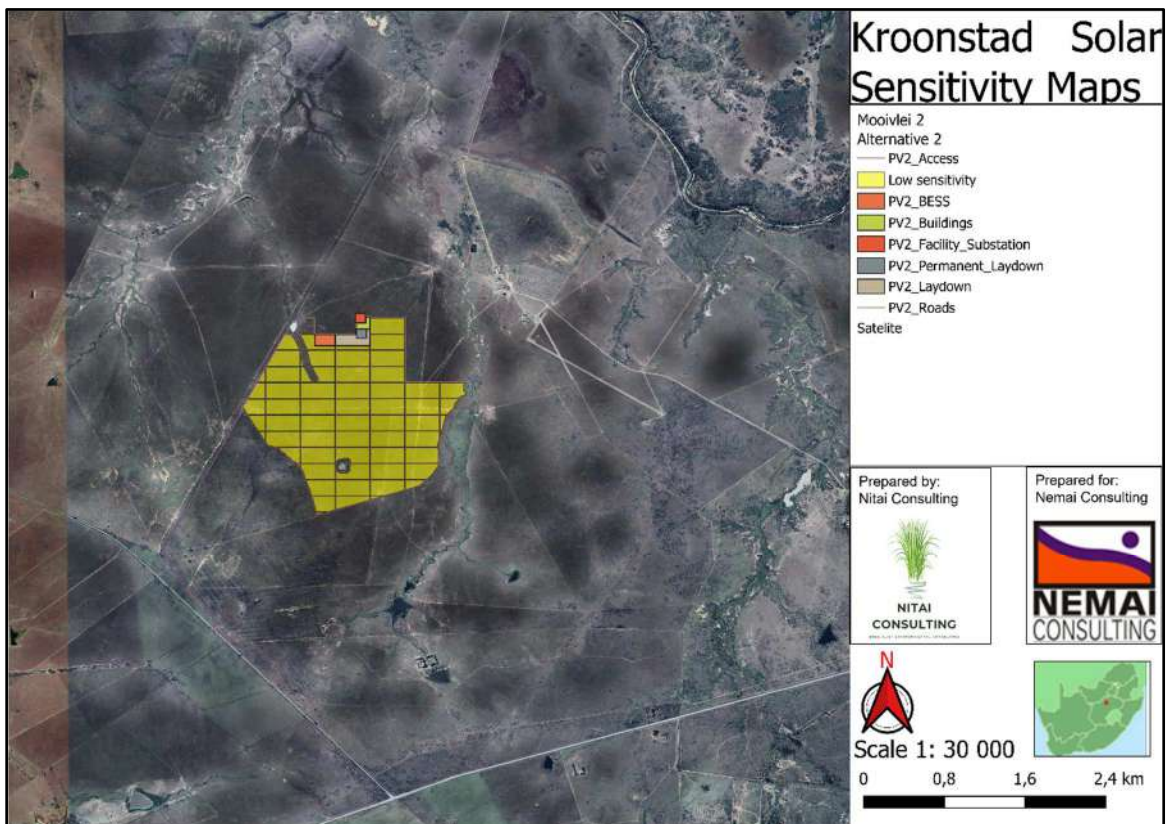 Kroonstad Solar
Sensitivity Maps
Mooivlei 2
Alternative 2
PV2_Access
Low sensitivity
PV2_BESS
PV2_Buildings
PV2_Facility_Substation
PV2_Permanent_Laydown
PV2_Laydown
PV2_Roads
Satelite
Prepared by:
Nitai Consulting
NITAI
CONSULTING
Prepared for:
Nemai Consulting
NEMAI
CONSULTING
N
Scale 1: 30 000
0 0,8 1,6 2,4 km